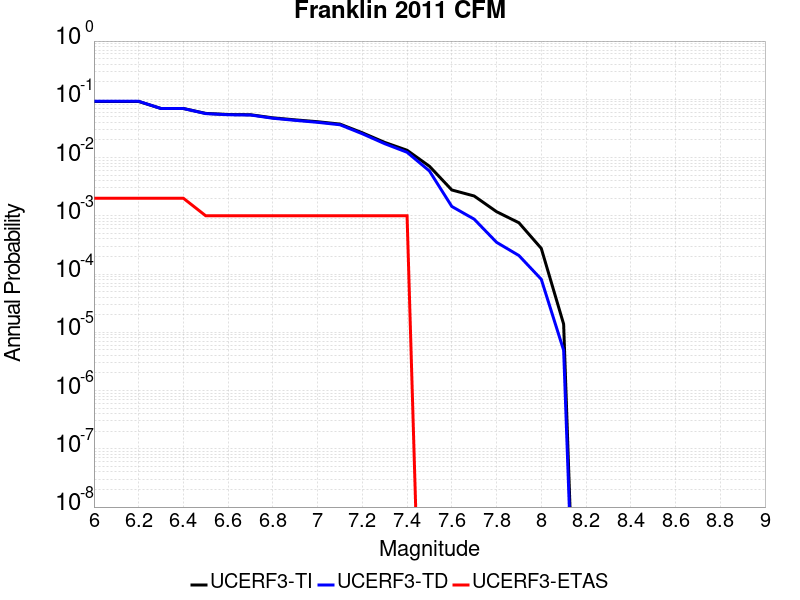 Franklin 2011 CFM
10^0
10^-1
10^-2
10^-3
10^-4
10^-5
10^-6
10^-7
10^-8
Annual Probability
6 6.2 6.4 6.6 6.8 7 7.2 7.4 7.6 7.8 8 8.2 8.4 8.6 8.8 9
Magnitude
UCERF3-TI UCERF3-TD UCERF3-ETAS